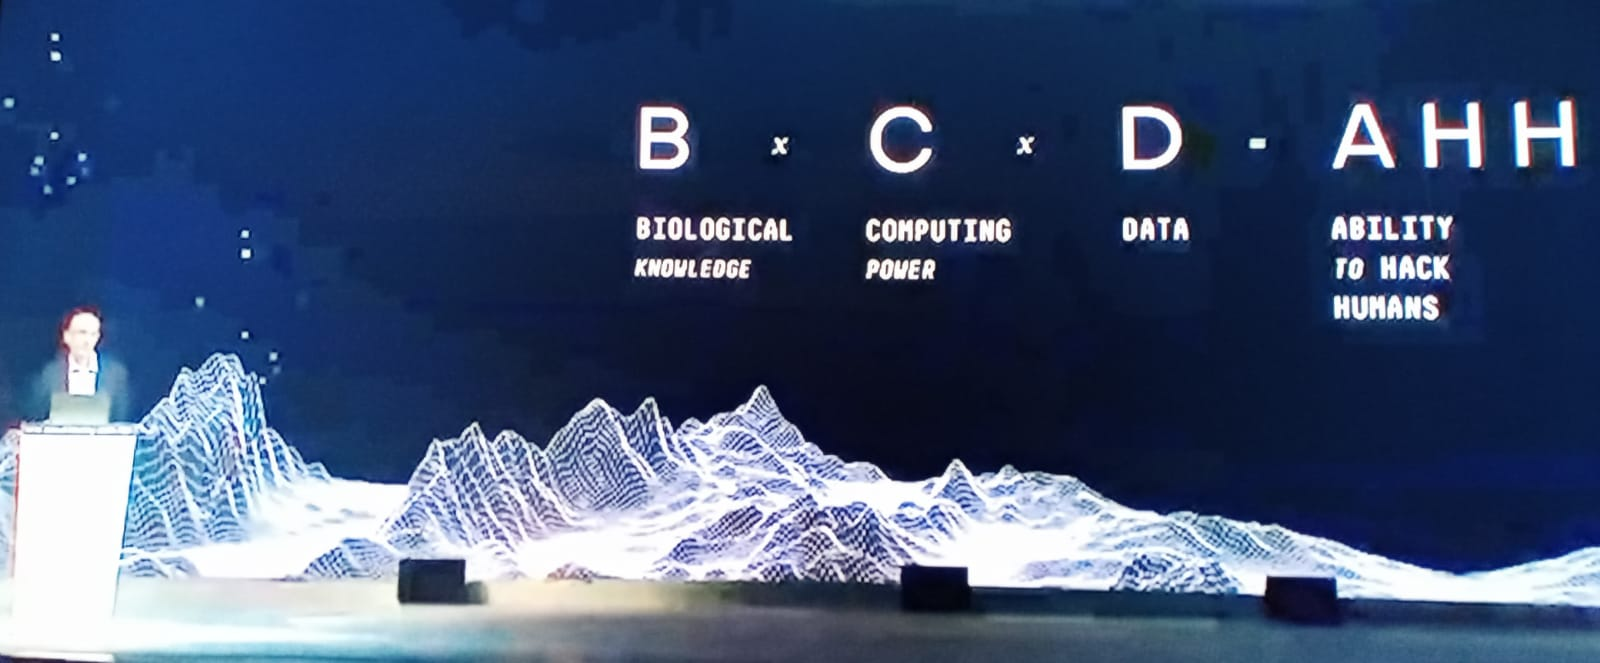 B x C x D = AHH
BIOLOGICAL COMPUTING DATA ABILITY
KNOWLEDGE POWER TO HACK
HUMANS